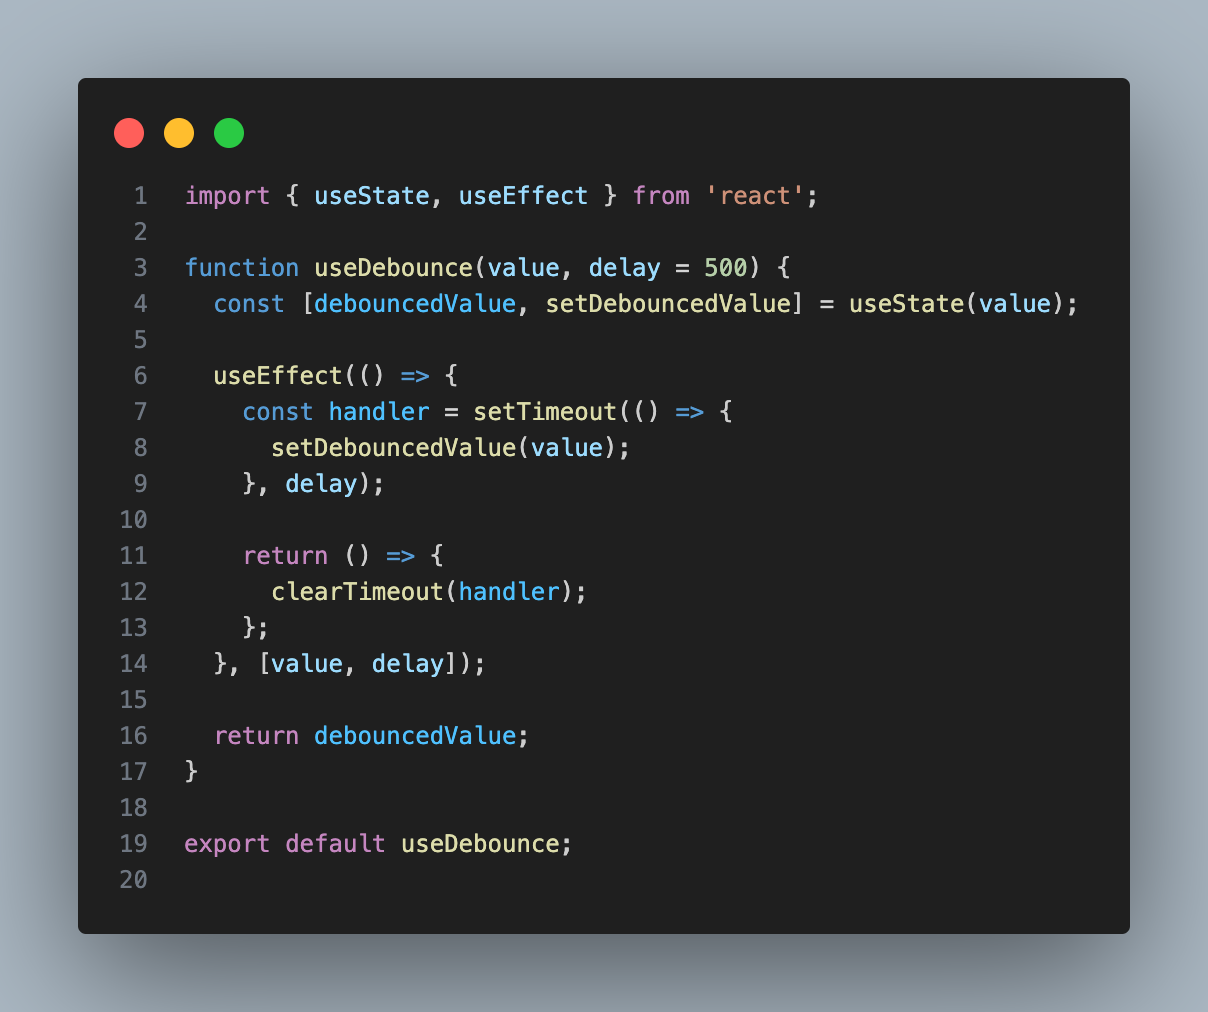 1 import { useState, useEffect } from 'react';
2
3 function useDebounce(value, delay = 500) {
4   const [debouncedValue, setDebouncedValue] = useState(value);
5
6   useEffect(() => {
7     const handler = setTimeout(() => {
8       setDebouncedValue(value);
9     }, delay);
10
11     return () => {
12       clearTimeout(handler);
13     };
14   }, [value, delay]);
15
16   return debouncedValue;
17 }
18
19 export default useDebounce;
20